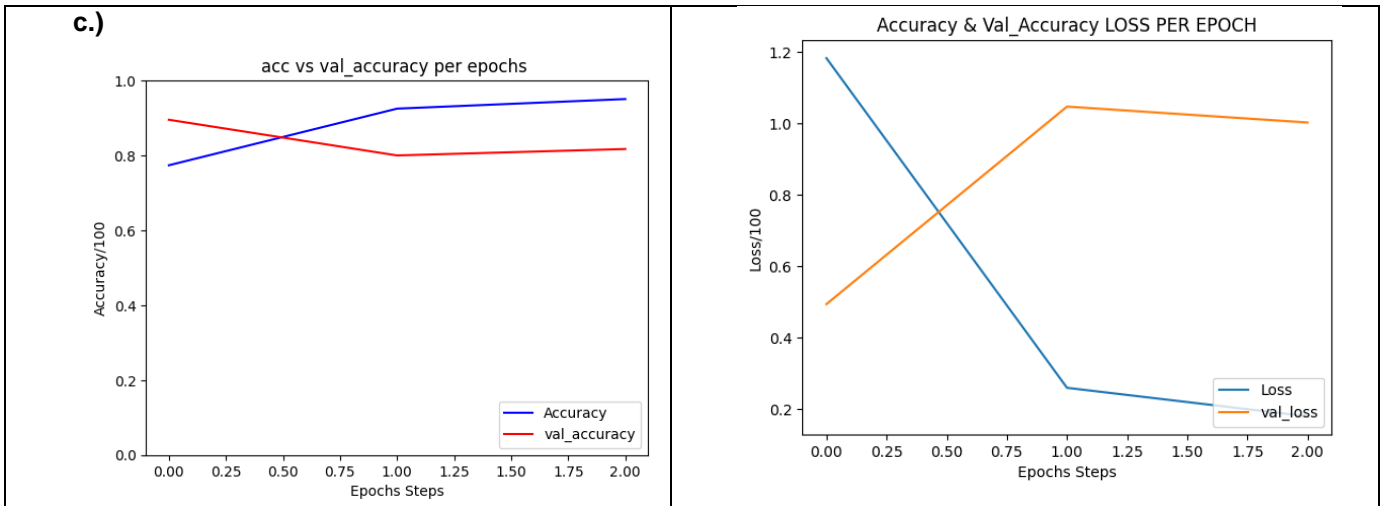 c.)
acc vs val_accuracy per epochs
1.0
0.8
0.6
0.4
0.2
0.0
Accuracy/100
0.00 0.25 0.50 0.75 1.00 1.25 1.50 1.75 2.00
Epochs Steps
Accuracy
val_accuracy
Accuracy & Val_Accuracy LOSS PER EPOCH
1.2
1.0
0.8
0.6
0.4
0.2
Loss/100
0.00 0.25 0.50 0.75 1.00 1.25 1.50 1.75 2.00
Epochs Steps
Loss
val_loss